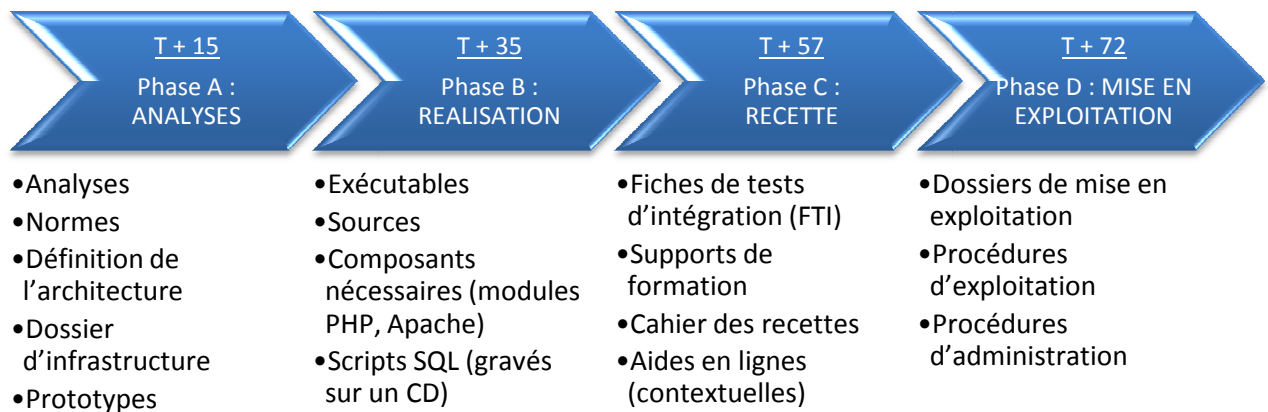 T + 15
Phase A :
ANALYSES
•Analyses
•Normes
•Définition de
l’architecture
•Dossier
d’infrastructure
•Prototypes
T + 35
Phase B :
REALISATION
•Exécutables
•Sources
•Composants
nécessaires (modules
PHP, Apache)
•Scripts SQL (gravés
sur un CD)
T + 57
Phase C :
RECETTE
•Fiches de tests
d’intégration (FTI)
•Supports de
formation
•Cahier des recettes
•Aides en lignes
(contextuelles)
T + 72
Phase D : MISE EN
EXPLOITATION
•Dossiers de mise en
exploitation
•Procédures
d’exploitation
•Procédures
d’administration